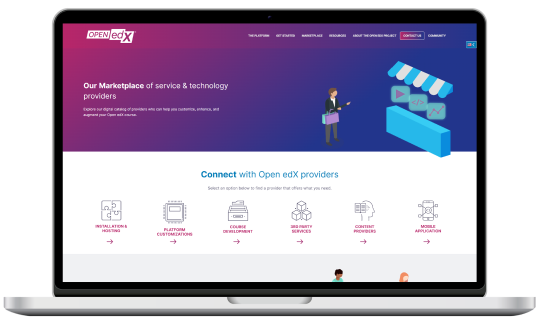 OPEN edX
THE PLATFORM GET STARTED MARKETPLACE RESOURCES ABOUT THE OPEN EDX PROJECT CONTACT US COMMUNITY
Our Marketplace of service & technology
providers
Explore our digital catalog of providers who can help you customize, enhance, and
augment your Open edX course.
Connect with Open edX providers
Select an option below to find a provider that offers what you need.
INSTALLATION &
HOSTING
PLATFORM
CUSTOMIZATIONS
COURSE
DEVELOPMENT
3RD PARTY
SERVICES
CONTENT
PROVIDERS
MOBILE
APPLICATION